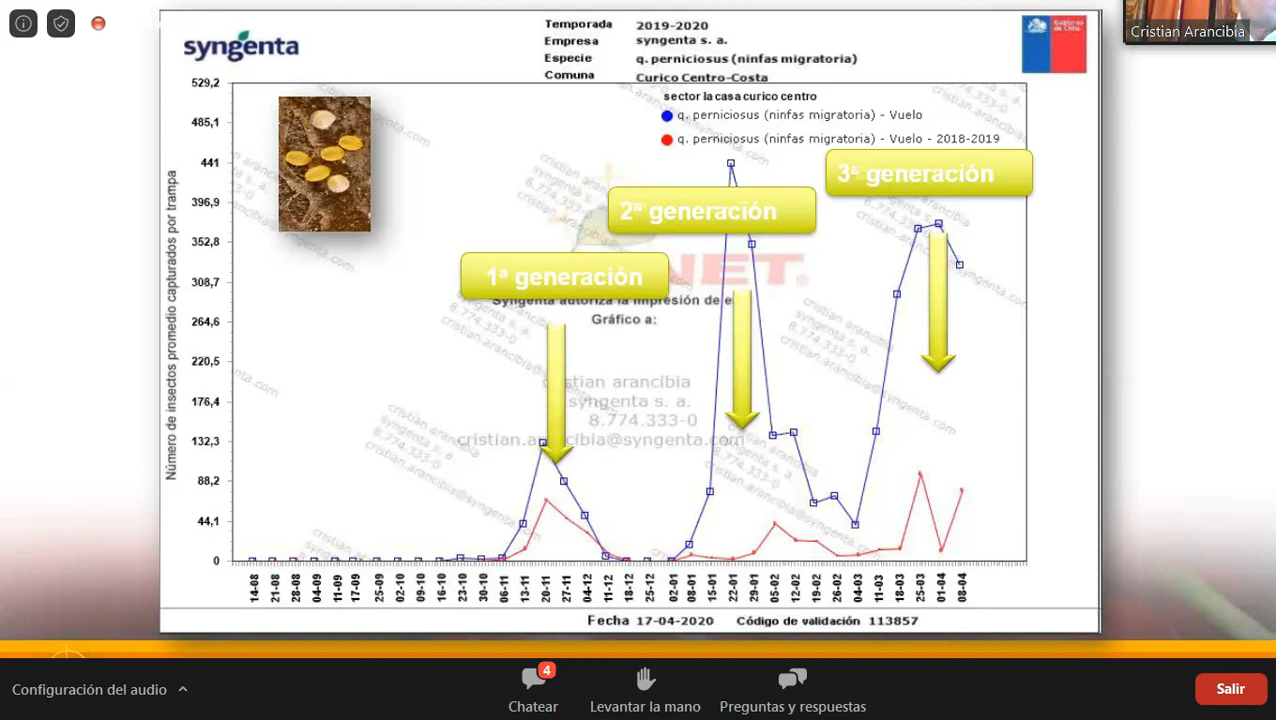 Cristian Arancibia
syngenta
Temporada 2019-2020
Empresa syngenta s. a.
Especie q. perniciosus (ninfas migratoria)
Comuna Curico Centro-Costa
sector la casa curico centro
q. perniciosus (ninfas migratoria) - Vuelo
q. perniciosus (ninfas migratoria) - Vuelo - 2018-2019
Número de insectos promedio capturados por trampa
529,2
485,1
441
396,9
352,8
308,7
264,6
220,5
176,4
132,3
88,2
44,1
0
3ª generación
2ª generación
1ª generación
NET
Syngenta autoriza la impresión de e
Gráfico a:
cristian arancibia
syngenta s. a.
8.774.333-0
cristian.arancibia@syngenta.com
14-08 21-08 28-08 04-09 11-09 17-09 25-09 02-10 09-10 16-10 23-10 30-10 06-11 13-11 20-11 27-11 04-12 11-12 18-12 25-12 02-01 08-01 15-01 22-01 29-01 05-02 12-02 19-02 26-02 04-03 11-03 18-03 25-03 01-04 08-04
Fecha 17-04-2020 Código de validación 113857
Configuración del audio
4
Chatear
Levantar la mano
Preguntas y respuestas
Salir